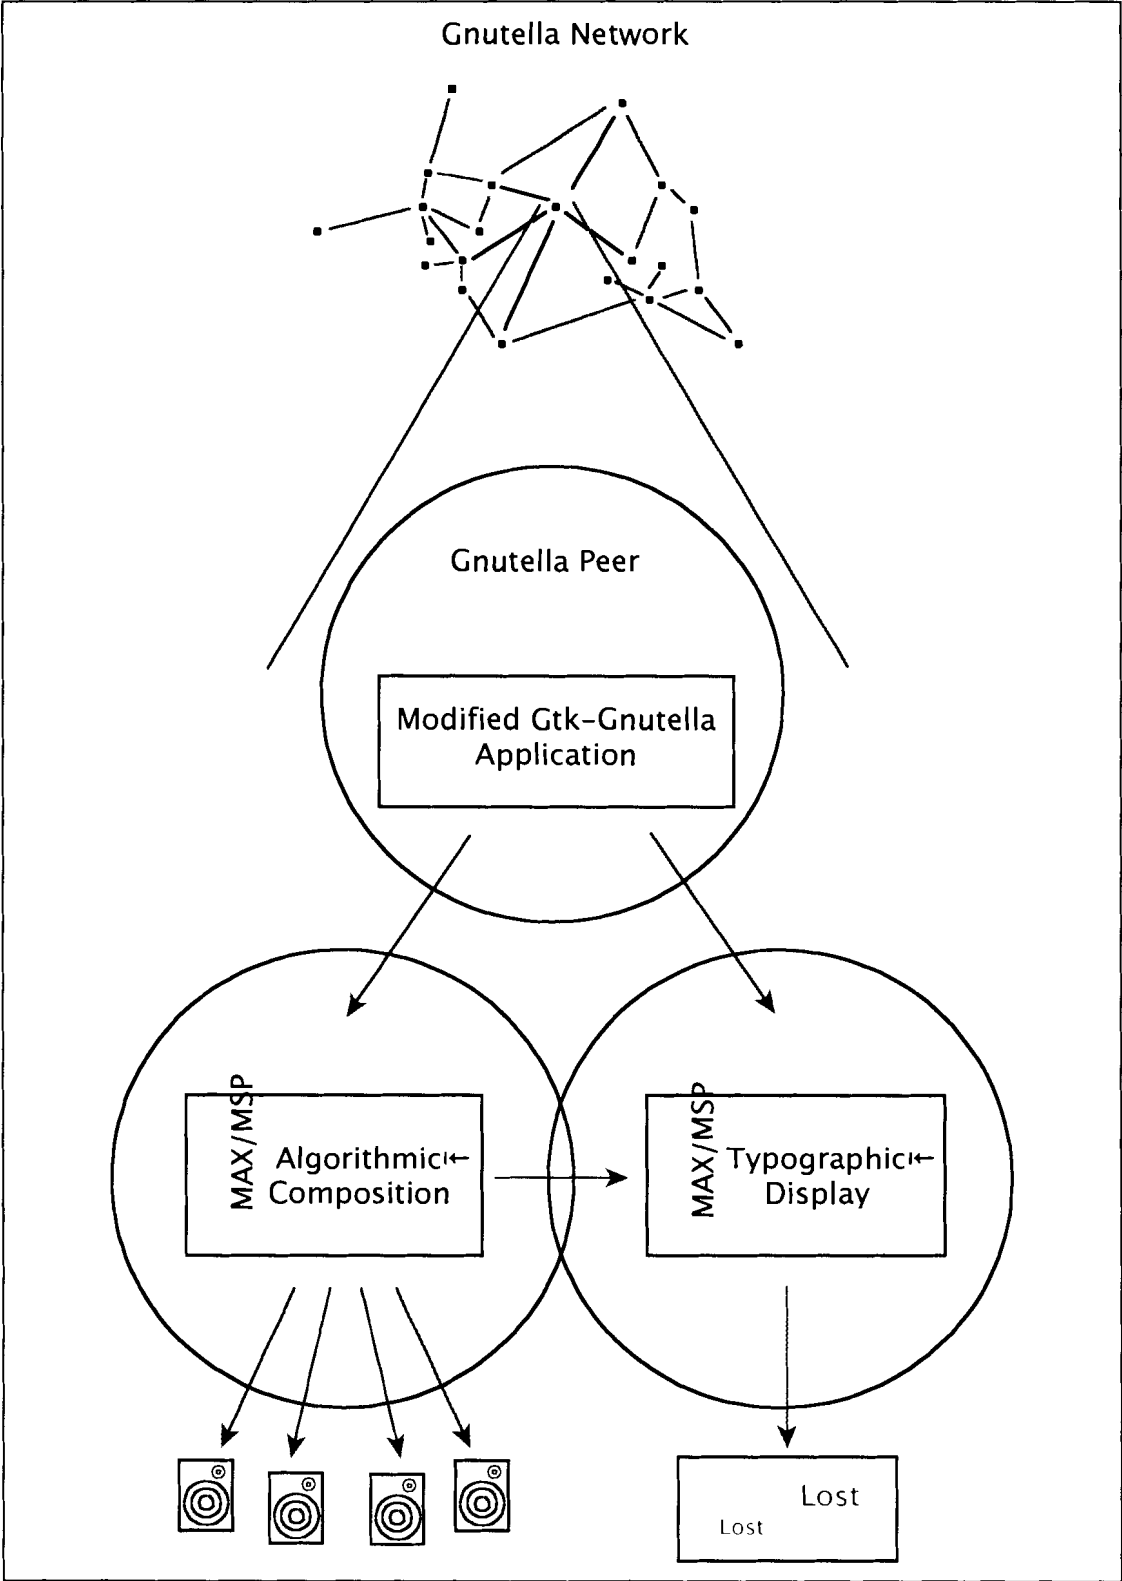 Gnutella Network
Gnutella Peer
Modified Gtk-Gnutella
Application
MAX/MSP
Algorithmic
Composition
MAX/MSP
Typographic
Display
Lost
Lost